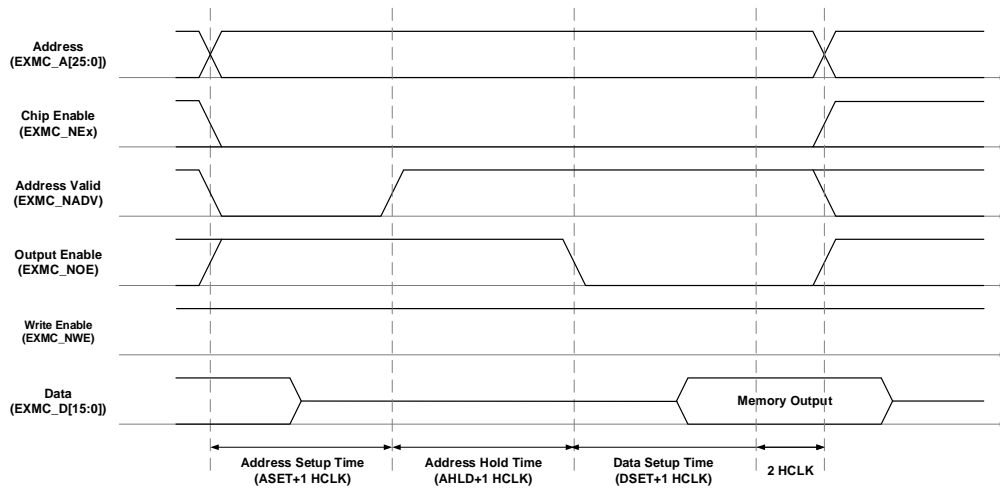 Address
(EXMC_A[25:0])
Chip Enable
(EXMC_NEx)
Address Valid
(EXMC_NADV)
Output Enable
(EXMC_NOE)
Write Enable
(EXMC_NWE)
Data
(EXMC_D[15:0])
Memory Output
Address Setup Time
(ASET+1 HCLK)
Address Hold Time
(AHLD+1 HCLK)
Data Setup Time
(DSET+1 HCLK)
2 HCLK